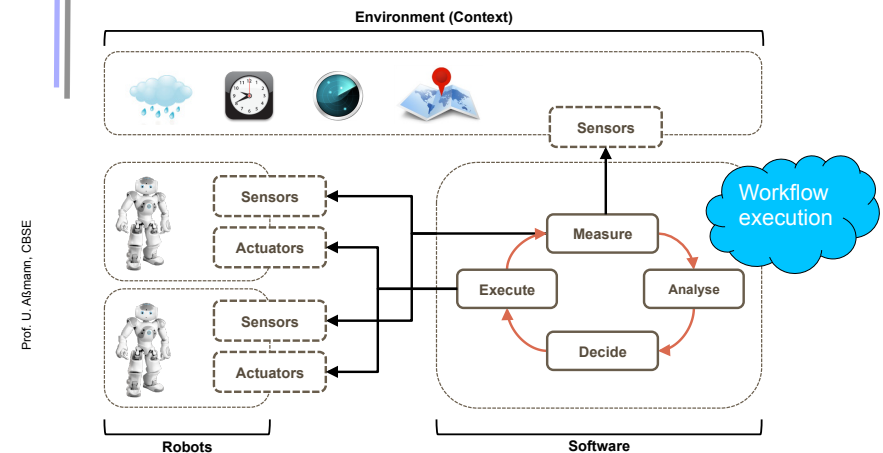 Environment (Context)
Sensors
Sensors
Actuators
Sensors
Actuators
Measure
Analyse
Decide
Execute
Workflow
execution
Robots
Software
Prof. U. Aßmann, CBSE